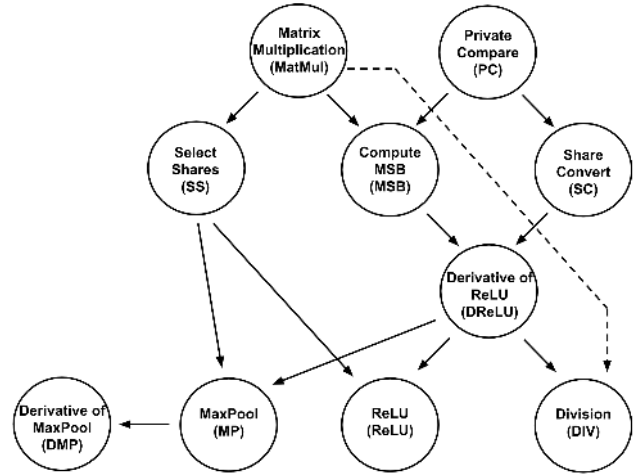 Matrix
Multiplication
(MatMul)
Private
Compare
(PC)
Select
Shares
(SS)
Compute
MSB
(MSB)
Share
Convert
(SC)
Derivative of
ReLU
(DReLU)
Derivative of
MaxPool
(DMP)
MaxPool
(MP)
ReLU
(ReLU)
Division
(DIV)